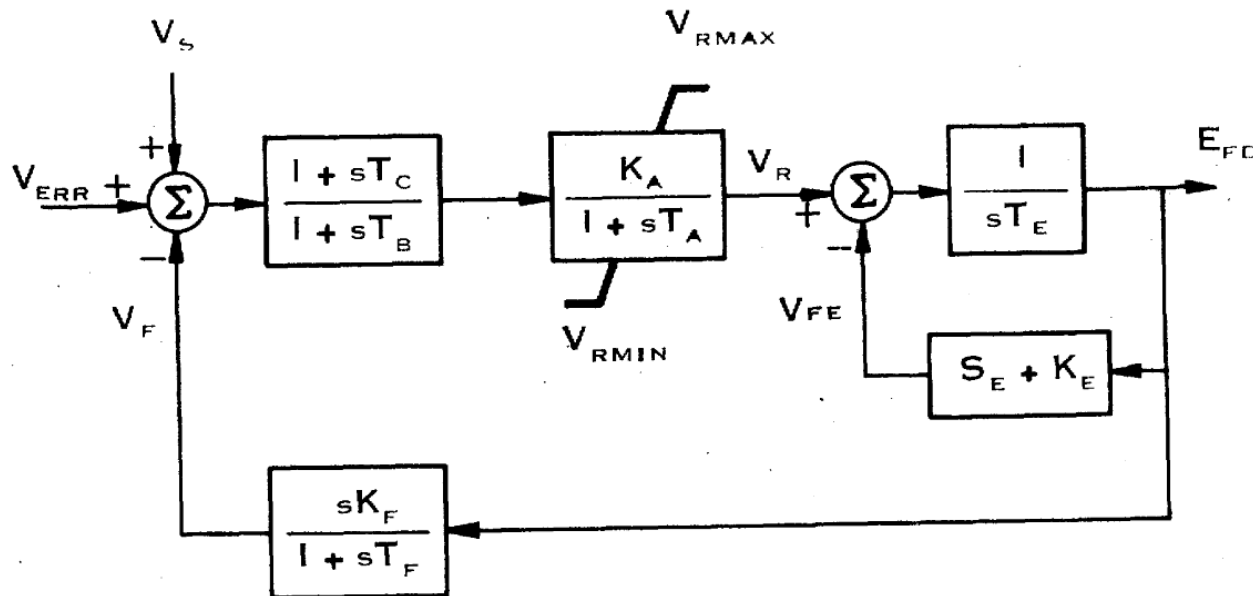 V_S
V_RMAX
V_ERR
+
+
−
Σ
1 + sT_C
1 + sT_B
K_A
1 + sT_A
V_R
+
−
Σ
1
sT_E
E_FD
V_F
V_RMIN
V_FE
S_E + K_E
sK_F
1 + sT_F